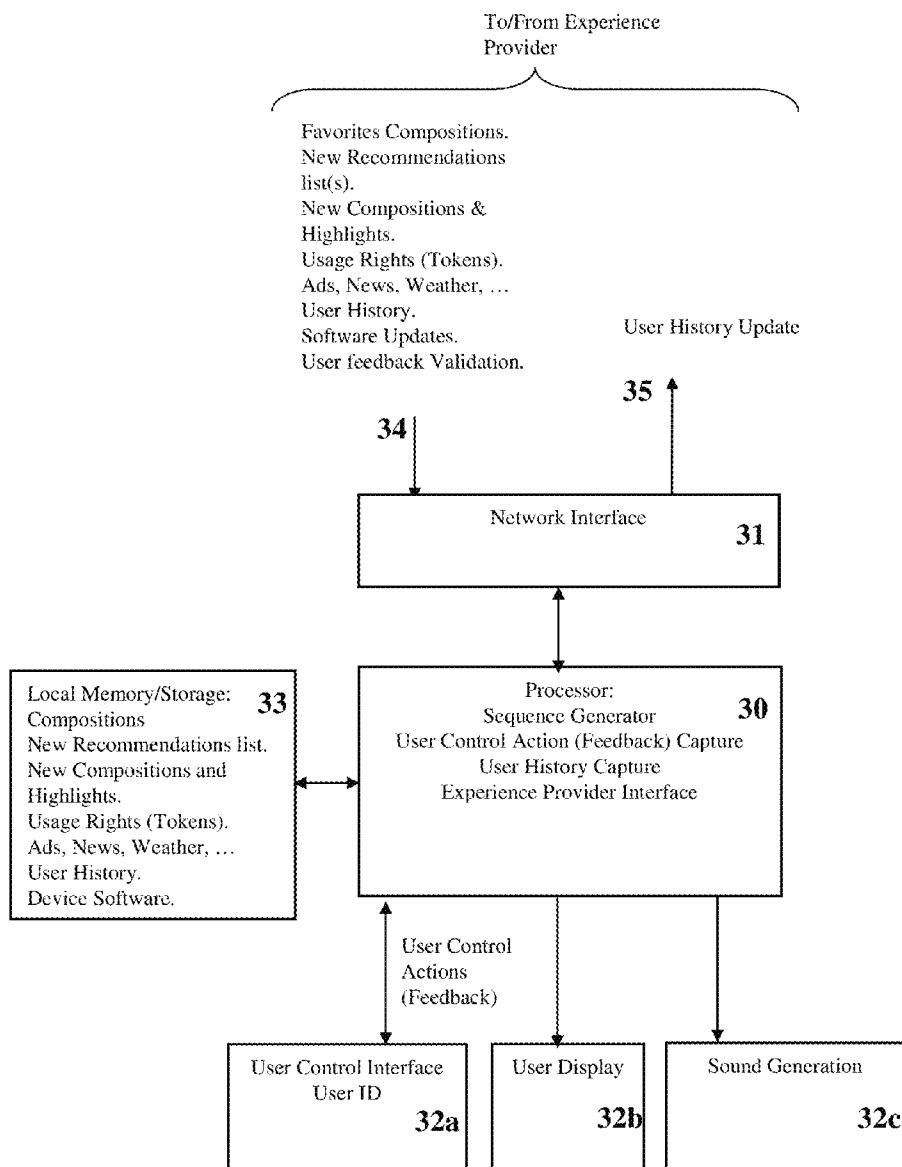 To/From Experience
Provider
Favorites Compositions.
New Recommendations
list(s).
New Compositions &
Highlights.
Usage Rights (Tokens).
Ads, News, Weather, …
User History.
Software Updates.
User feedback Validation.
User History Update
34
35
Network Interface
31
Local Memory/Storage:
33
Compositions
New Recommendations list.
New Compositions and
Highlights.
Usage Rights (Tokens).
Ads, News, Weather, …
User History.
Device Software.
Processor:
30
Sequence Generator
User Control Action (Feedback) Capture
User History Capture
Experience Provider Interface
User Control
Actions
(Feedback)
User Control Interface
User ID
32a
User Display
32b
Sound Generation
32c